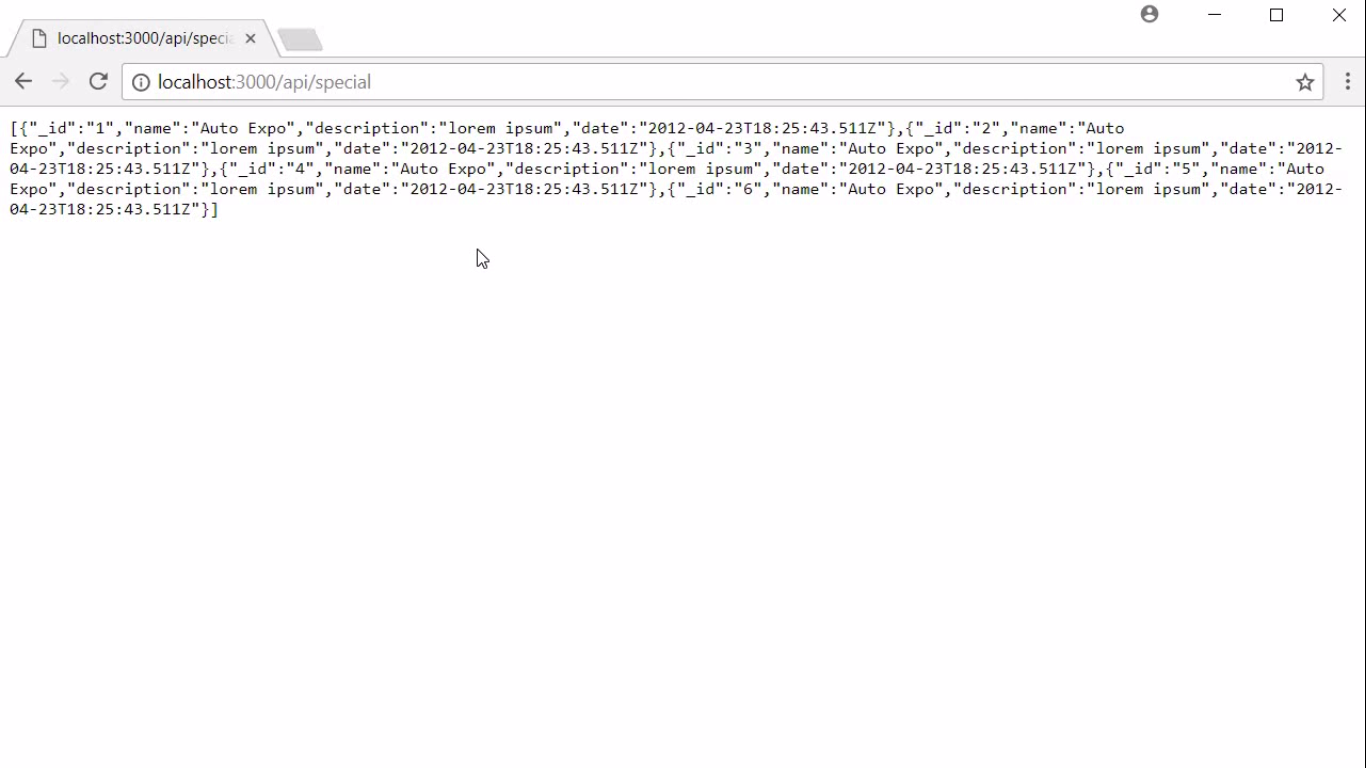 localhost:3000/api/speci
localhost:3000/api/special
[{"_id":"1","name":"Auto Expo","description":"lorem ipsum","date":"2012-04-23T18:25:43.511Z"},{"_id":"2","name":"Auto
Expo","description":"lorem ipsum","date":"2012-04-23T18:25:43.511Z"},{"_id":"3","name":"Auto Expo","description":"lorem ipsum","date":"2012-
04-23T18:25:43.511Z"},{"_id":"4","name":"Auto Expo","description":"lorem ipsum","date":"2012-04-23T18:25:43.511Z"},{"_id":"5","name":"Auto
Expo","description":"lorem ipsum","date":"2012-04-23T18:25:43.511Z"},{"_id":"6","name":"Auto Expo","description":"lorem ipsum","date":"2012-
04-23T18:25:43.511Z"}]